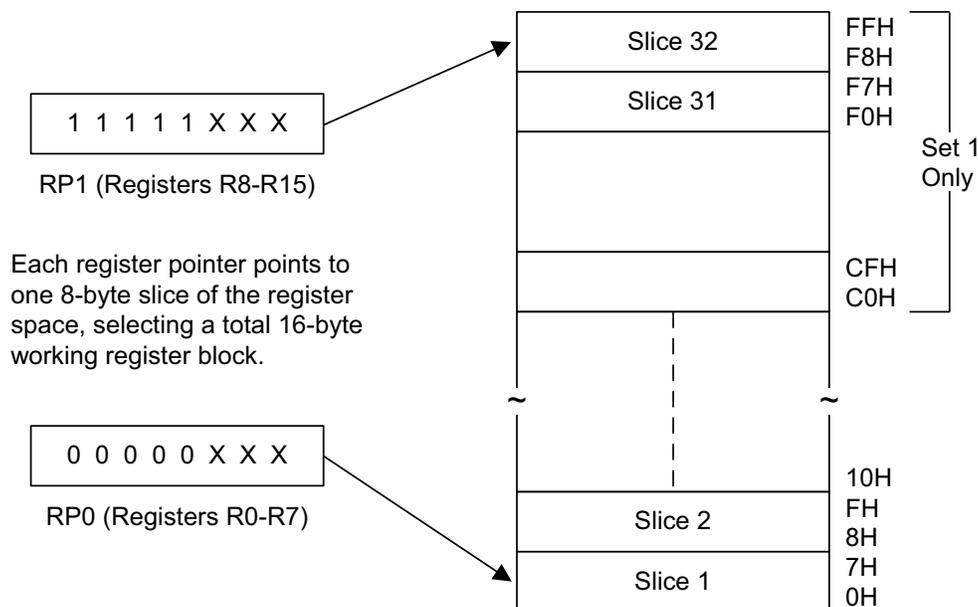 1 1 1 1 1 X X X
RP1 (Registers R8-R15)
Each register pointer points to
one 8-byte slice of the register
space, selecting a total 16-byte
working register block.
0 0 0 0 0 X X X
RP0 (Registers R0-R7)
Slice 32
Slice 31
~
~
Slice 2
Slice 1
FFH
F8H
F7H
F0H
CFH
C0H
10H
FH
8H
7H
0H
Set 1
Only